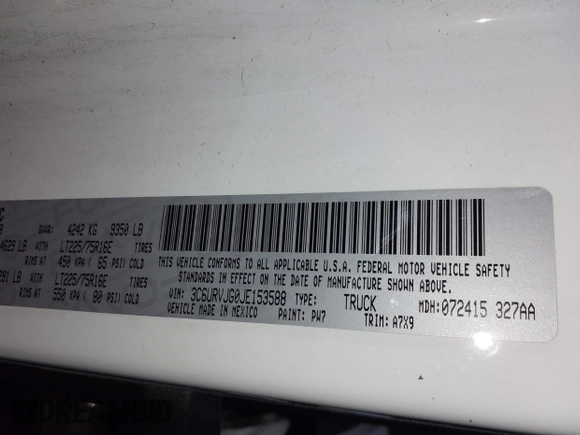 C
B GVWR: 4242 KG 9350 LB
4629 LB WITH LT225/75R16E TIRES
RIMS AT 450 KPA ( 65 PSI) COLD
291 LB WITH LT225/75R16E TIRES
RIMS AT 550 KPA ( 80 PSI) COLD
THIS VEHICLE CONFORMS TO ALL APPLICABLE U.S.A. FEDERAL MOTOR VEHICLE SAFETY
STANDARDS IN EFFECT ON THE DATE OF MANUFACTURE SHOWN ABOVE.
VIN: 3C6URVJG0JE153588 TYPE: TRUCK MDH: 072415 327AA
VEHICLE MADE IN MEXICO PAINT: PW7 TRIM: A7X9
DREAMBID